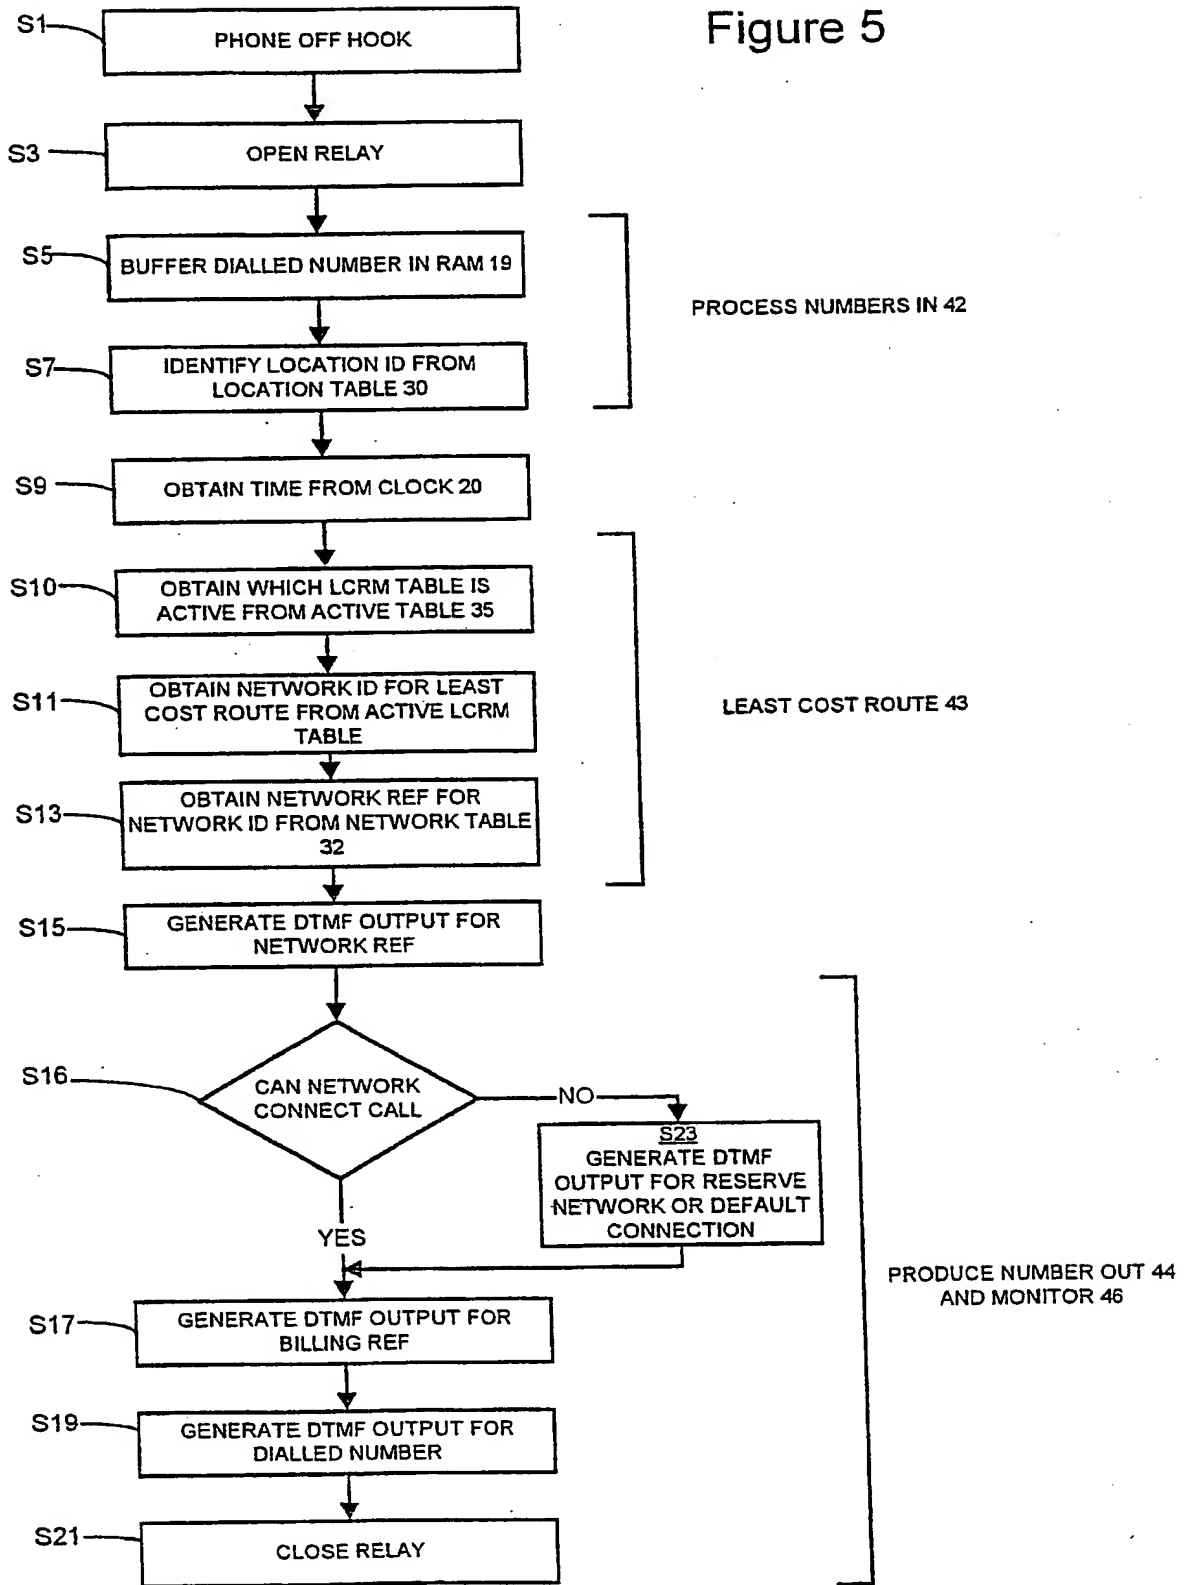 Figure 5
S1
PHONE OFF HOOK
S3
OPEN RELAY
S5
BUFFER DIALLED NUMBER IN RAM 19
PROCESS NUMBERS IN 42
S7
IDENTIFY LOCATION ID FROM
LOCATION TABLE 30
S9
OBTAIN TIME FROM CLOCK 20
S10
OBTAIN WHICH LCRM TABLE IS
ACTIVE FROM ACTIVE TABLE 35
S11
OBTAIN NETWORK ID FOR LEAST
COST ROUTE FROM ACTIVE LCRM
TABLE
LEAST COST ROUTE 43
S13
OBTAIN NETWORK REF FOR
NETWORK ID FROM NETWORK TABLE
32
S15
GENERATE DTMF OUTPUT FOR
NETWORK REF
S16
CAN NETWORK
CONNECT CALL
NO
S23
GENERATE DTMF
OUTPUT FOR RESERVE
NETWORK OR DEFAULT
CONNECTION
YES
PRODUCE NUMBER OUT 44
AND MONITOR 46
S17
GENERATE DTMF OUTPUT FOR
BILLING REF
S19
GENERATE DTMF OUTPUT FOR
DIALLED NUMBER
S21
CLOSE RELAY